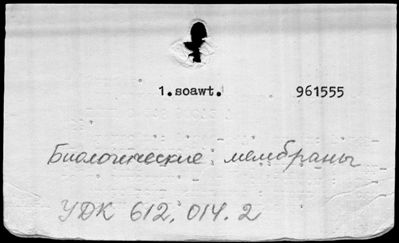 1.soawt. 961555
Биологические мембраны
УДК 612.014.2